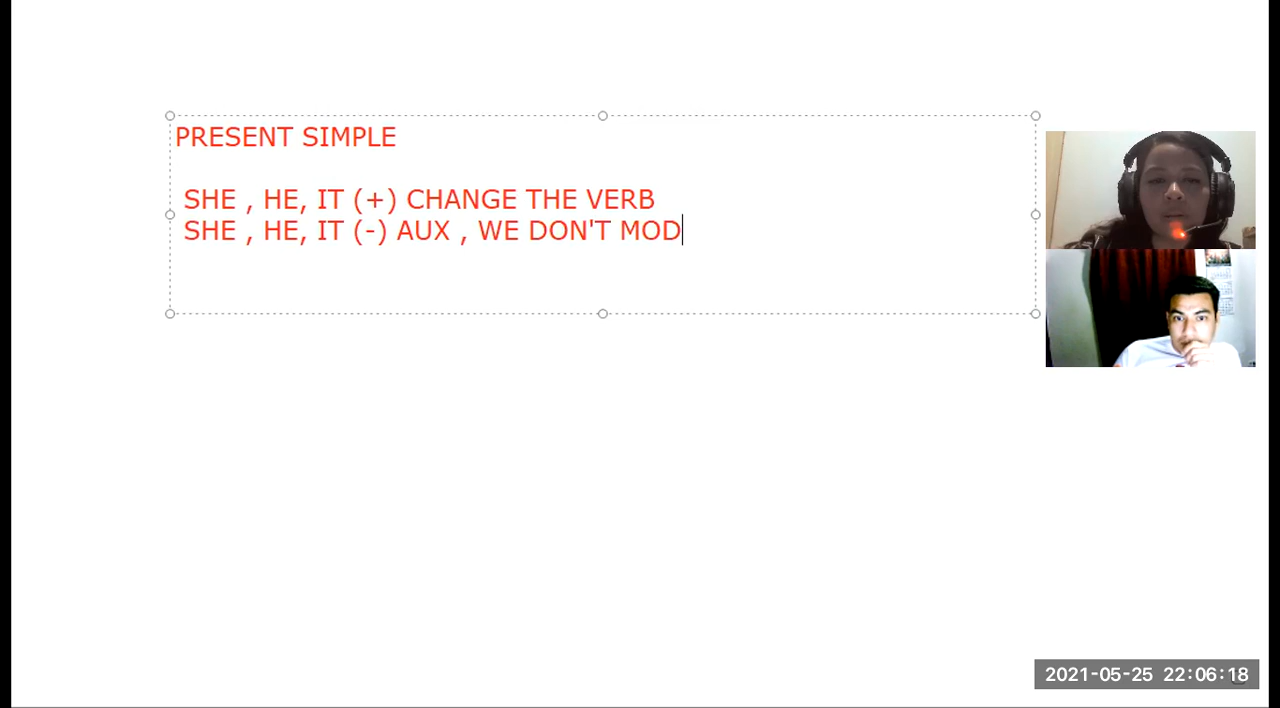 PRESENT SIMPLE
SHE , HE, IT (+) CHANGE THE VERB
SHE , HE, IT (-) AUX , WE DON'T MOD
2021-05-25 22:06:18